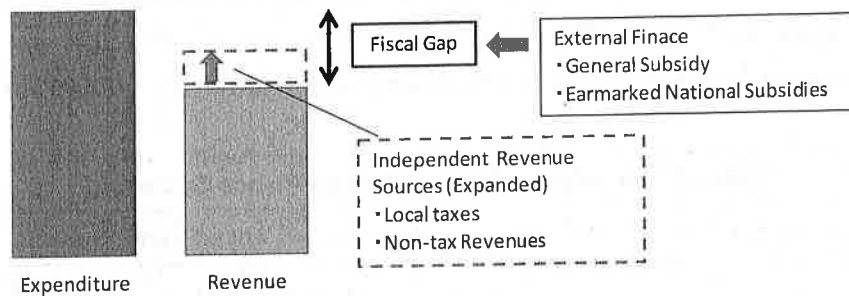 Fiscal Gap
External Finace
・General Subsidy
・Earmarked National Subsidies
Independent Revenue
Sources (Expanded)
・Local taxes
・Non-tax Revenues
Expenditure
Revenue